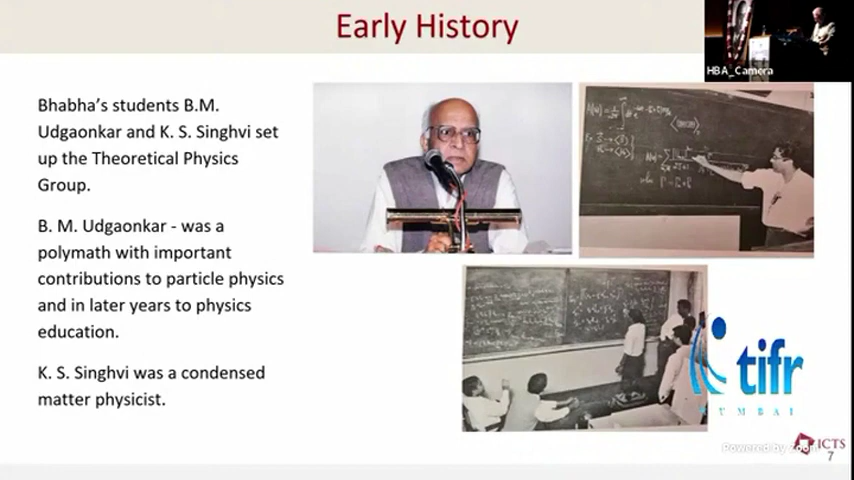 Early History
HBA_Camera
Bhabha's students B.M.
Udgaonkar and K. S. Singhvi set
up the Theoretical Physics
Group.
B. M. Udgaonkar - was a
polymath with important
contributions to particle physics
and in later years to physics
education.
K. S. Singhvi was a condensed
matter physicist.
tifr
MUMBAI
Powered by Zoom
ICTS
7